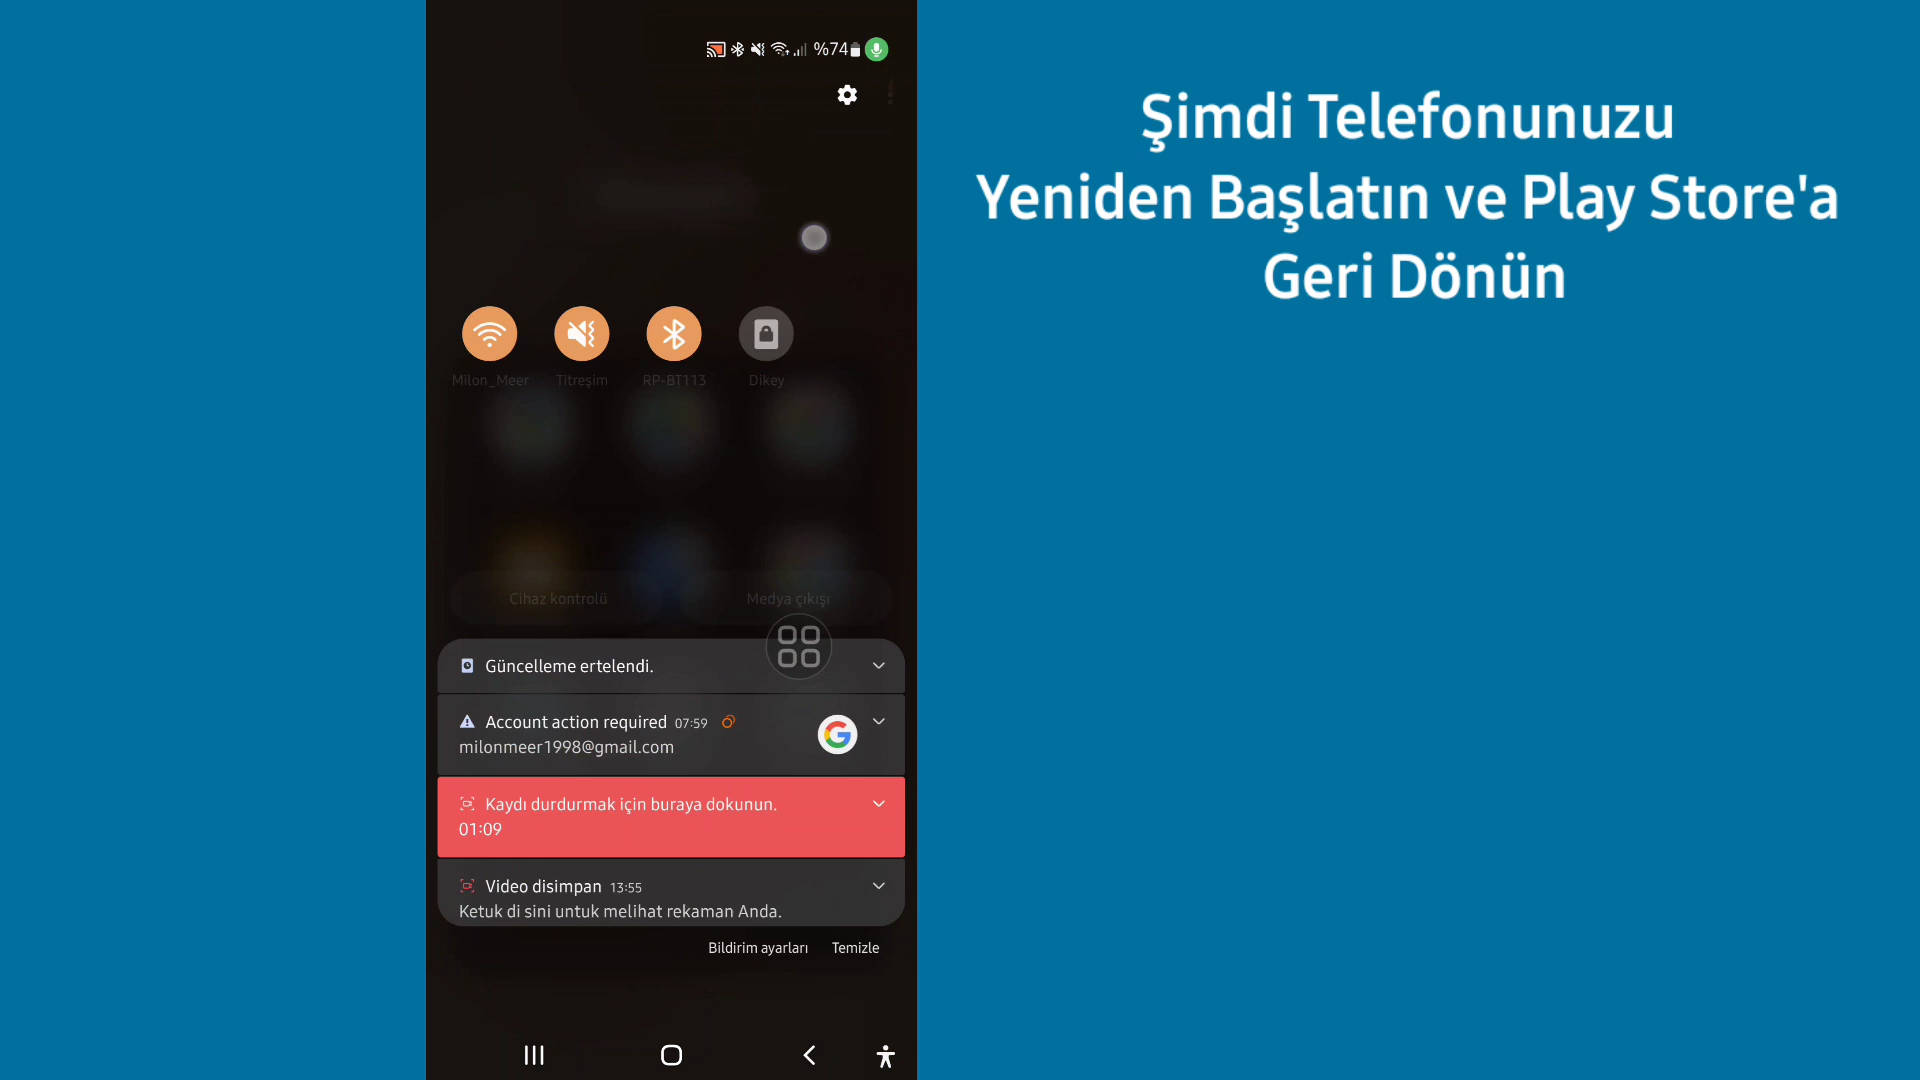 %74
Şimdi Telefonunuzu
Yeniden Başlatın ve Play Store'a
Geri Dönün
Milon_Meer
Titreşim
RP-BT113
Dikey
Cihaz kontrolü
Medya çıkışı
Güncelleme ertelendi.
Account action required 07:59
milonmeer1998@gmail.com
Kaydı durdurmak için buraya dokunun.
01:09
Video disimpan 13:55
Ketuk di sini untuk melihat rekaman Anda.
Bildirim ayarları
Temizle